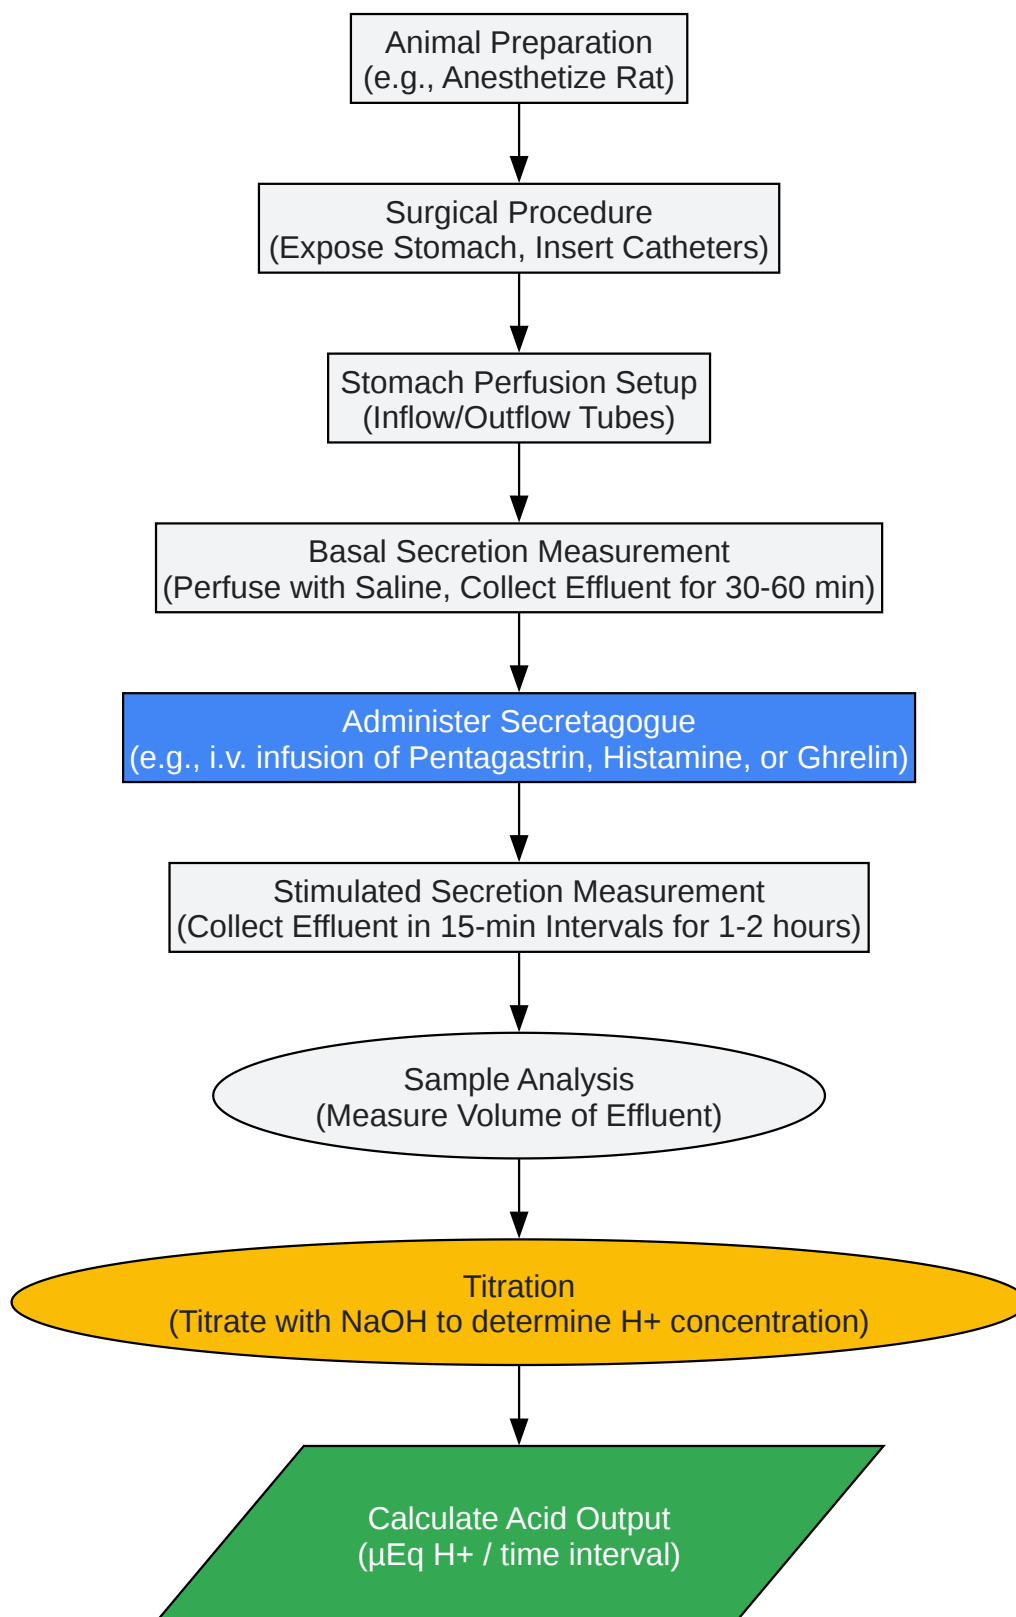 Animal Preparation
(e.g., Anesthetize Rat)
Surgical Procedure
(Expose Stomach, Insert Catheters)
Stomach Perfusion Setup
(Inflow/Outflow Tubes)
Basal Secretion Measurement
(Perfuse with Saline, Collect Effluent for 30-60 min)
Administer Secretagogue
(e.g., i.v. infusion of Pentagastrin, Histamine, or Ghrelin)
Stimulated Secretion Measurement
(Collect Effluent in 15-min Intervals for 1-2 hours)
Sample Analysis
(Measure Volume of Effluent)
Titration
(Titrate with NaOH to determine H+ concentration)
Calculate Acid Output
(µEq H+ / time interval)